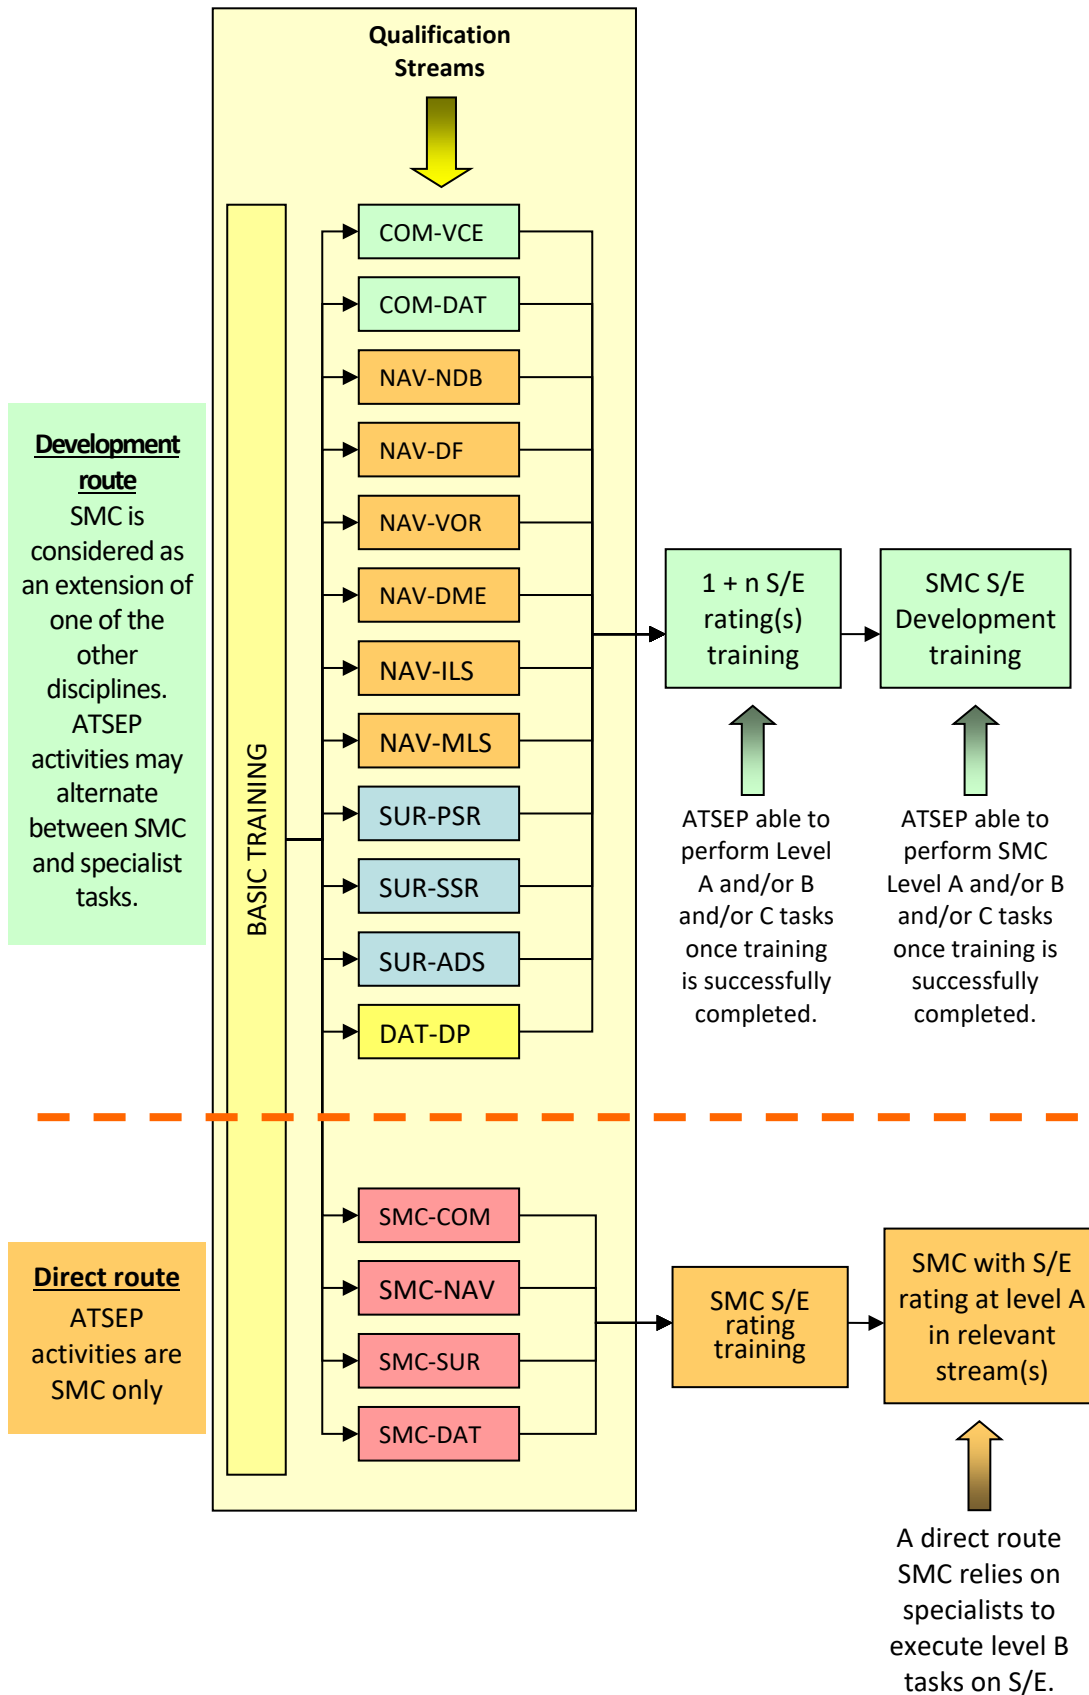 Qualification
Streams
BASIC TRAINING
COM-VCE
COM-DAT
NAV-NDB
NAV-DF
NAV-VOR
NAV-DME
NAV-ILS
NAV-MLS
SUR-PSR
SUR-SSR
SUR-ADS
DAT-DP
SMC-COM
SMC-NAV
SMC-SUR
SMC-DAT
Development
route
SMC is
considered as
an extension of
one of the
other
disciplines.
ATSEP
activities may
alternate
between SMC
and specialist
tasks.
1 + n S/E
rating(s)
training
SMC S/E
Development
training
ATSEP able to
perform Level
A and/or B
and/or C tasks
once training
is successfully
completed.
ATSEP able to
perform SMC
Level A and/or B
and/or C tasks
once training is
successfully
completed.
Direct route
ATSEP
activities are
SMC only
SMC S/E
rating
training
SMC with S/E
rating at level A
in relevant
stream(s)
A direct route
SMC relies on
specialists to
execute level B
tasks on S/E.